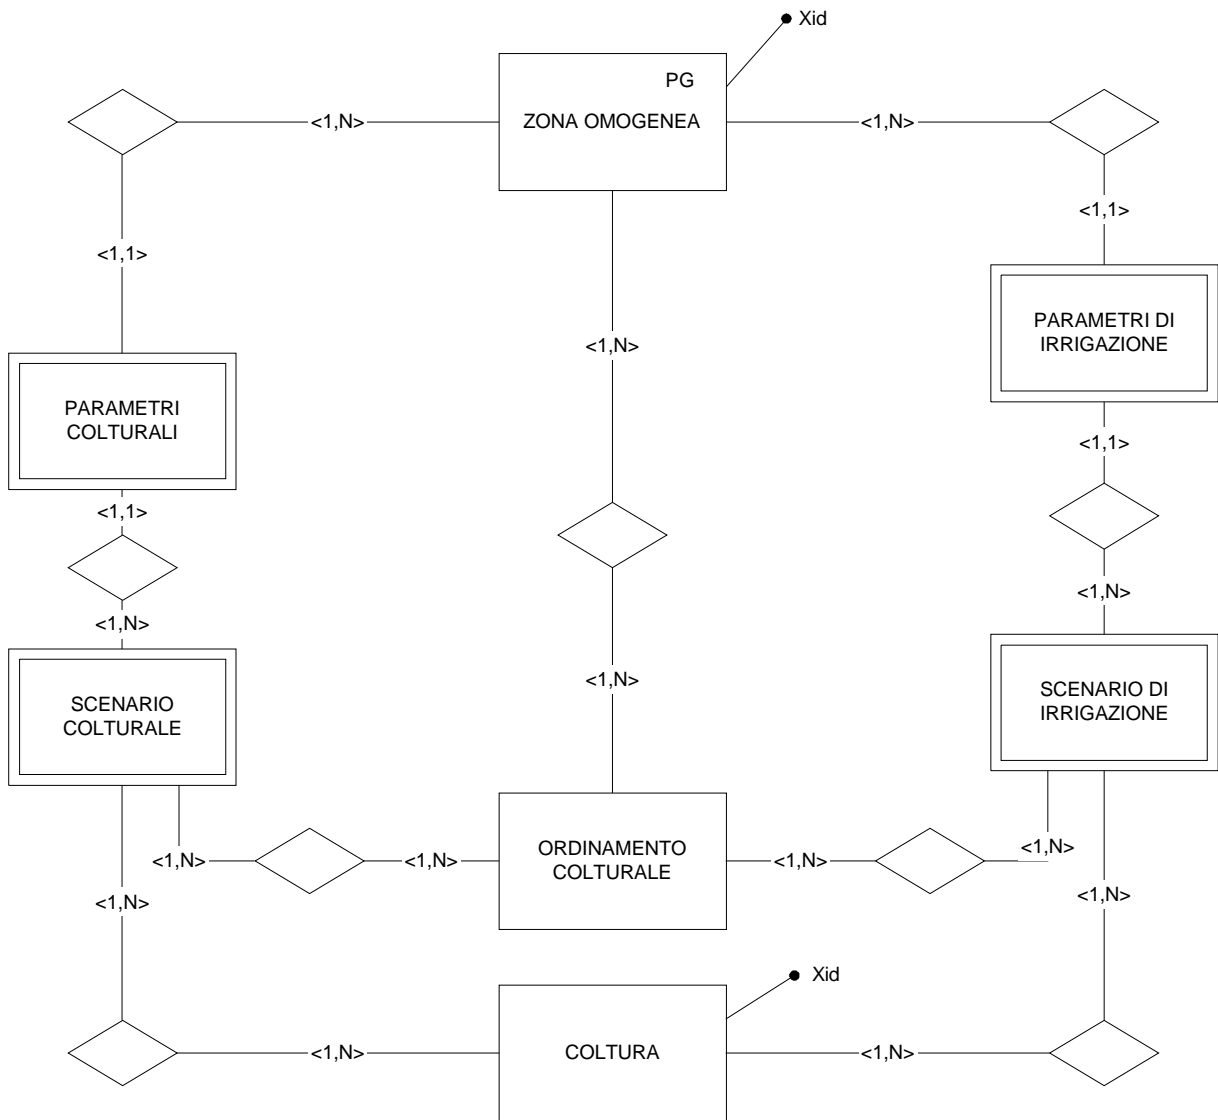 Xid
PG
<1,N>
ZONA OMOGENEA
<1,N>
<1,1>
<1,1>
PARAMETRI DI
IRRIGAZIONE
<1,N>
PARAMETRI
COLTURALI
<1,1>
<1,1>
<1,N>
<1,N>
SCENARIO
COLTURALE
<1,N>
SCENARIO DI
IRRIGAZIONE
ORDINAMENTO
COLTURALE
<1,N>
<1,N>
<1,N>
<1,N>
<1,N>
<1,N>
Xid
<1,N>
COLTURA
<1,N>